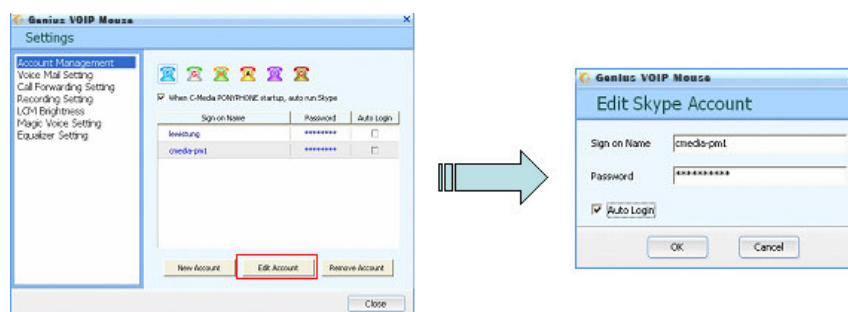 Genius VOIP Mouse
Settings
Account Management
Voice Mail Setting
Call Forwarding Setting
Recording Setting
LCM Brightness
Magic Voice Setting
Equalizer Setting
When C-Media PONYPHONE startup, auto run Skype
Sign-on Name Password Auto Login
lewistung ********
cmedia-pm1 ********
New Account Edit Account Remove Account
Close
Genius VOIP Mouse
Edit Skype Account
Sign on Name cmedia-pm1
Password **********
Auto Login
OK Cancel